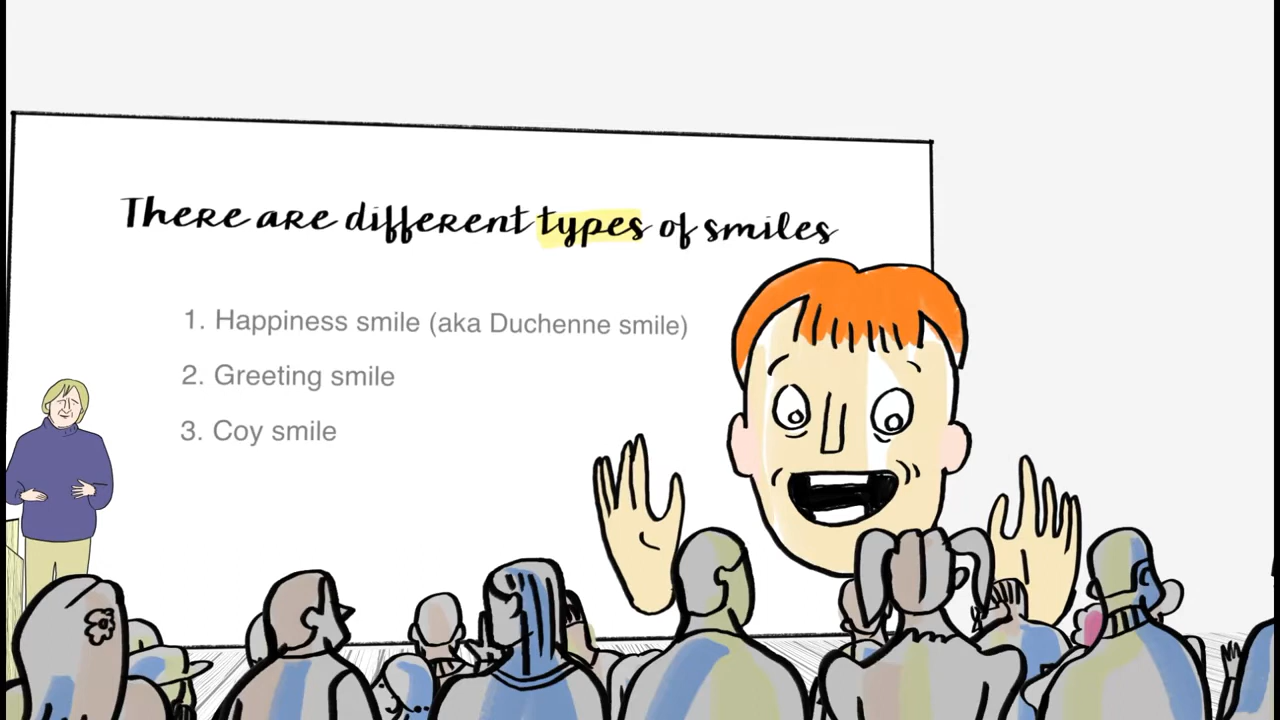 There are different types of smiles
1. Happiness smile (aka Duchenne smile)
2. Greeting smile
3. Coy smile